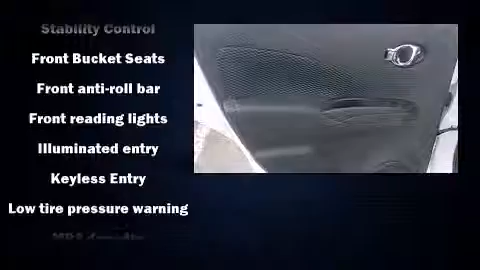 Stability Control
Front Bucket Seats
Front anti-roll bar
Front reading lights
Illuminated entry
Keyless Entry
Low tire pressure warning